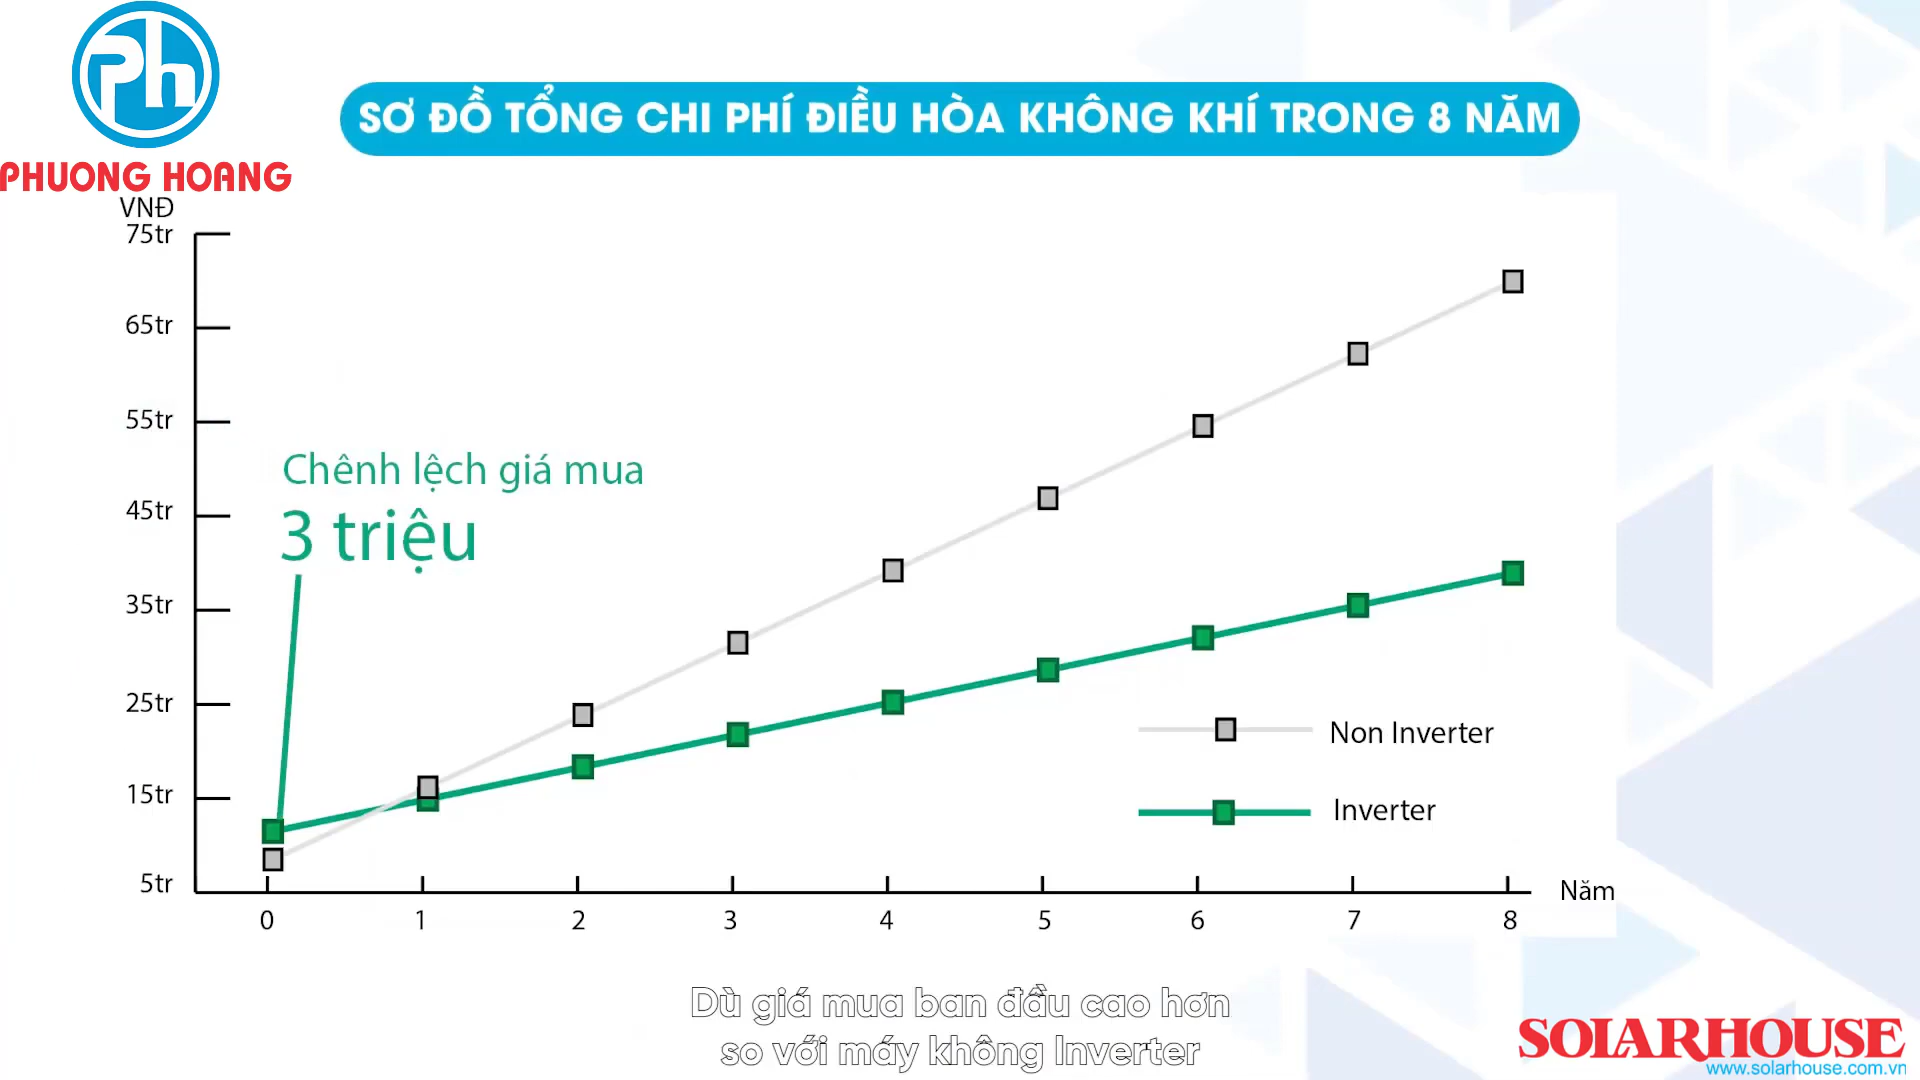 Ph
PHUONG HOANG
SƠ ĐỒ TỔNG CHI PHÍ ĐIỀU HÒA KHÔNG KHÍ TRONG 8 NĂM
VNĐ
75tr
65tr
55tr
45tr
35tr
25tr
15tr
5tr
Chênh lệch giá mua
3 triệu
Non Inverter
Inverter
0 1 2 3 4 5 6 7 8 Năm
Dù giá mua ban đầu cao hơn
so với máy không Inverter
SOLARHOUSE
www.solarhouse.com.vn